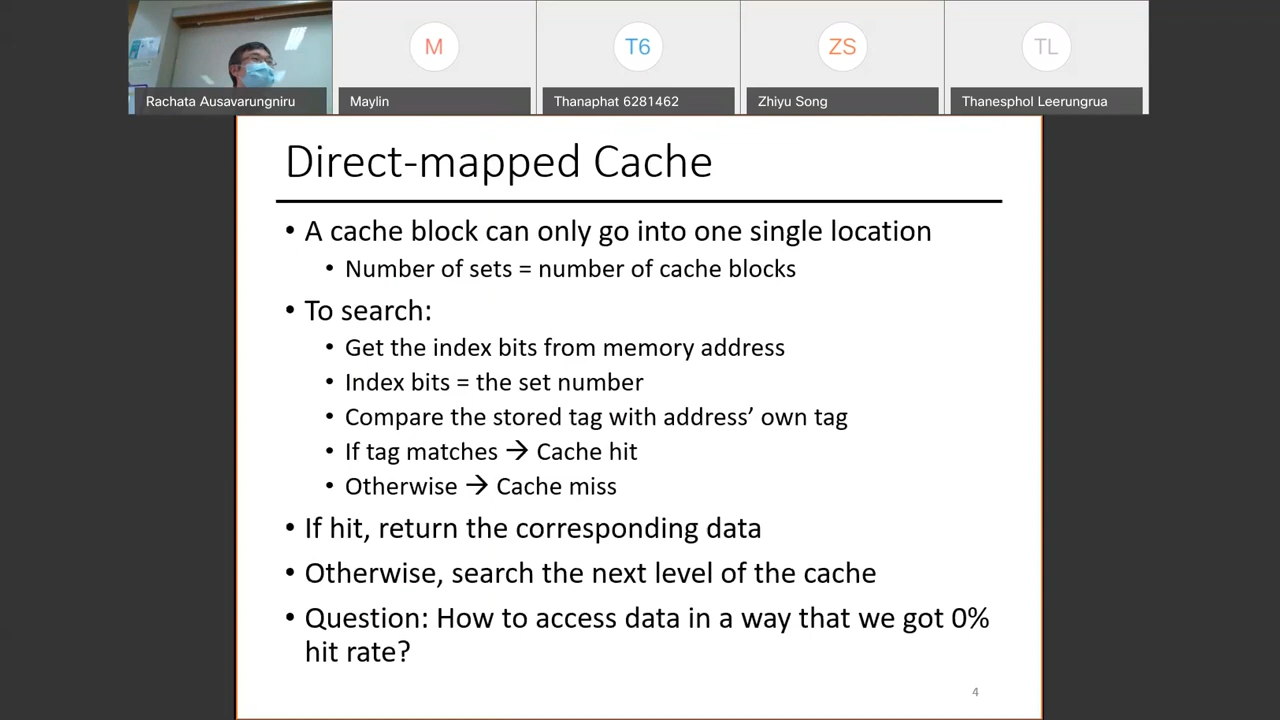 M
T6
ZS
TL
Rachata Ausavarungniru
Maylin
Thanaphat 6281462
Zhiyu Song
Thanesphol Leerungrua
Direct-mapped Cache
• A cache block can only go into one single location
• Number of sets = number of cache blocks
• To search:
• Get the index bits from memory address
• Index bits = the set number
• Compare the stored tag with address’ own tag
• If tag matches → Cache hit
• Otherwise → Cache miss
• If hit, return the corresponding data
• Otherwise, search the next level of the cache
• Question: How to access data in a way that we got 0%
hit rate?
4